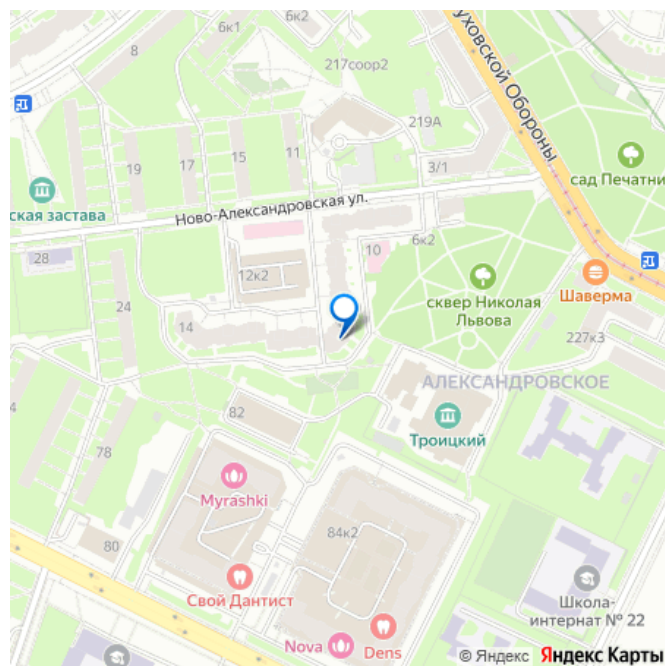 6к1
6к2
8
217соор2
уховской Обороны
219А
19
17
15
11
3/1
сад Печатни
ская застава
Ново-Александровская ул.
28
12к2
10
6к2
сквер Николая
Львова
Шаверма
24
14
227к3
АЛЕКСАНДРОВСКОЕ
Троицкий
4
82
78
Myrashki
80
84к2
Свой Дантист
Школа-
интернат № 22
Nova
Dens
© Яндекс Яндекс Карты